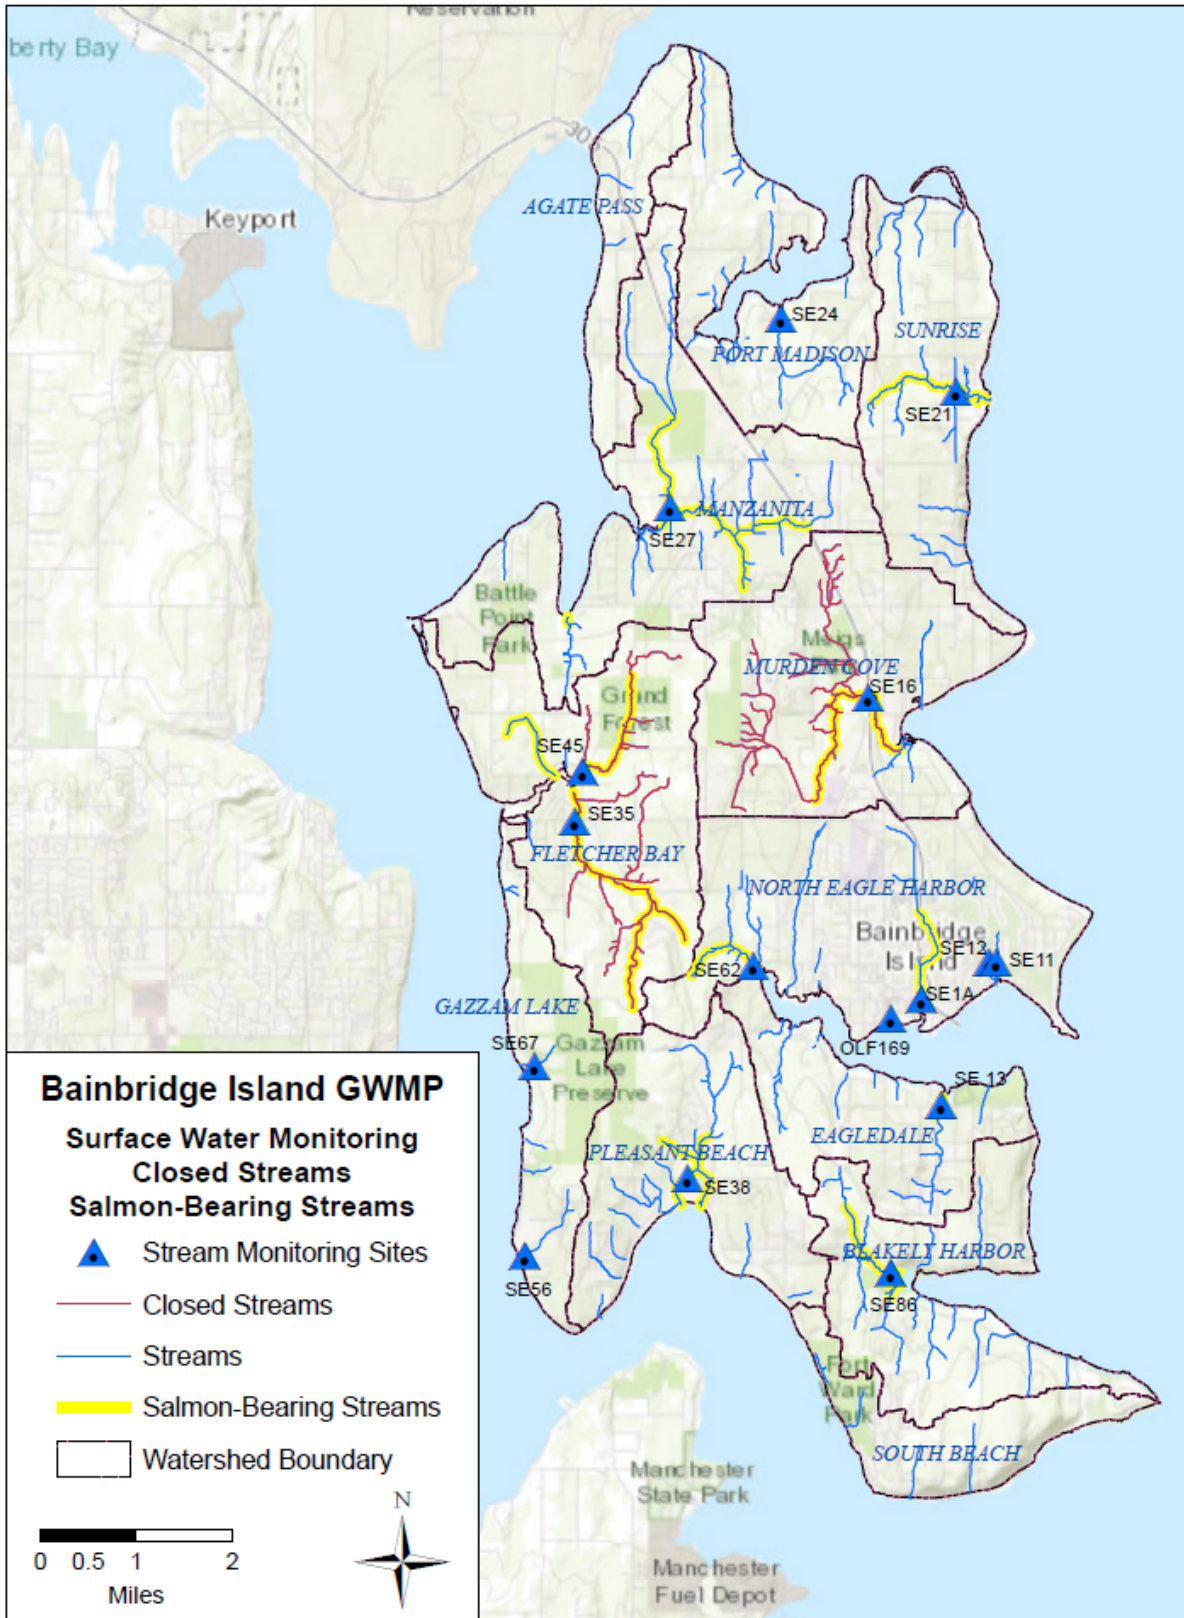 Reservation
berty Bay
305
Keyport
AGATE PASS
SE24
PORT MADISON
SUNRISE
SE21
MANZANITA
SE27
Battle
Point
Park
Meigs
MURDEN COVE
SE16
Grand
Forest
SE45
SE35
FLETCHER BAY
NORTH EAGLE HARBOR
Bainbridge
Island
SE12
SE11
SE62
SE1A
GAZZAM LAKE
OLF169
SE67
Gazzam
Lake
Preserve
SE 13
EAGLEDALE
PLEASANT BEACH
SE38
BLAKELY HARBOR
SE56
SE86
Fort
Ward
Park
SOUTH BEACH
Manchester
State Park
Manchester
Fuel Depot
Bainbridge Island GWMP
Surface Water Monitoring
Closed Streams
Salmon-Bearing Streams
Stream Monitoring Sites
Closed Streams
Streams
Salmon-Bearing Streams
Watershed Boundary
N
0 0.5 1 2
Miles